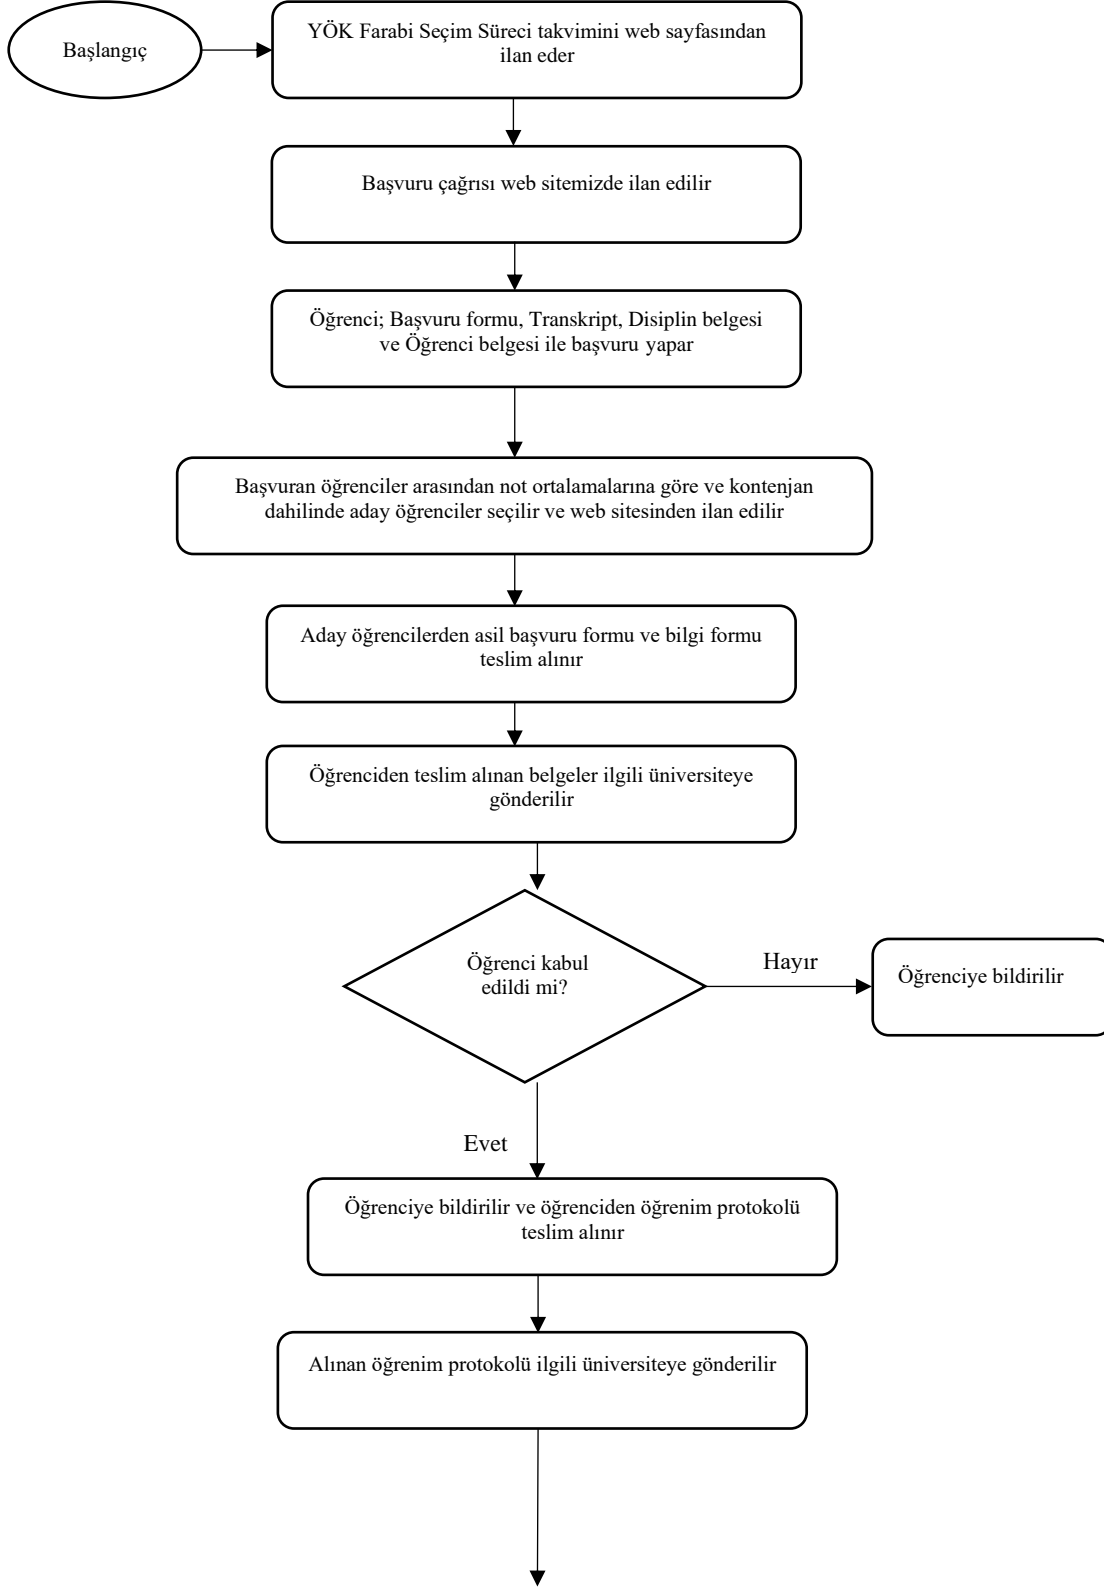 Başlangıç
YÖK Farabi Seçim Süreci takvimini web sayfasından
ilan eder
Başvuru çağrısı web sitemizde ilan edilir
Öğrenci; Başvuru formu, Transkript, Disiplin belgesi
ve Öğrenci belgesi ile başvuru yapar
Başvuran öğrenciler arasından not ortalamalarına göre ve kontenjan
dahilinde aday öğrenciler seçilir ve web sitesinden ilan edilir
Aday öğrencilerden asil başvuru formu ve bilgi formu
teslim alınır
Öğrenciden teslim alınan belgeler ilgili üniversiteye
gönderilir
Öğrenci kabul
edildi mi?
Hayır
Öğrenciye bildirilir
Evet
Öğrenciye bildirilir ve öğrenciden öğrenim protokolü
teslim alınır
Alınan öğrenim protokolü ilgili üniversiteye gönderilir